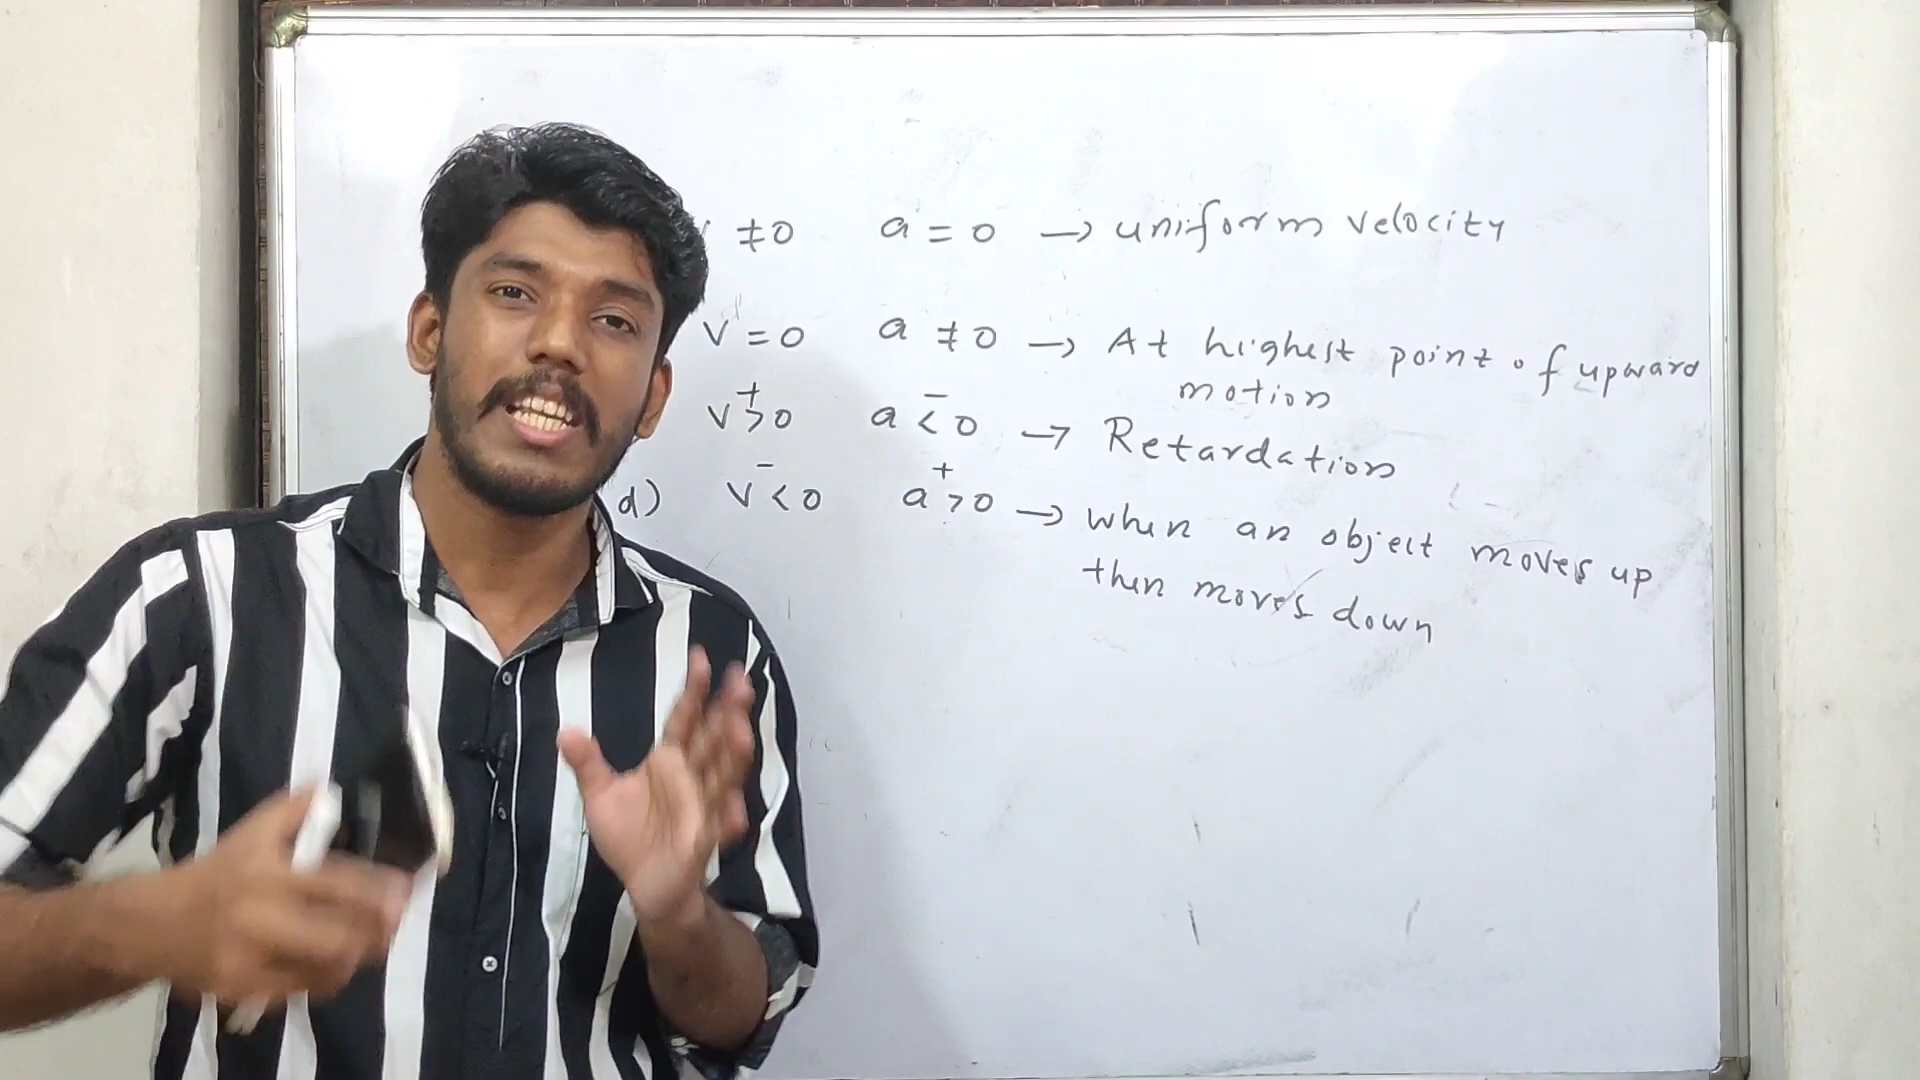 ≠0 a = 0 → uniform velocity
v = 0 a ≠ 0 → At highest point of upward
motion
+ −
v > 0 a < 0 → Retardation
− +
d) v < 0 a > 0 → when an object moves up
then moves down